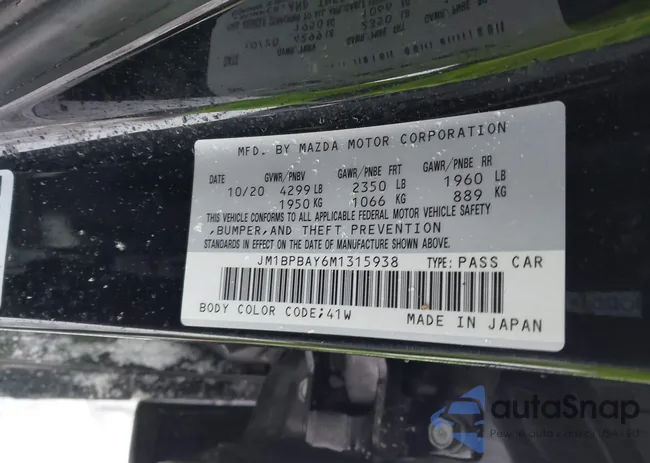 MFD. BY MAZDA MOTOR CORPORATION
DATE GVWR/PNBV GAWR/PNBE FRT GAWR/PNBE RR
10/20 4299 LB 2350 LB 1960 LB
1950 KG 1066 KG 889 KG
THIS VEHICLE CONFORMS TO ALL APPLICABLE FEDERAL MOTOR VEHICLE SAFETY
,BUMPER,AND THEFT PREVENTION
STANDARDS IN EFFECT ON THE DATE OF MANUFACTURE SHOWN ABOVE.
JM1BPBAY6M1315938 TYPE: PASS CAR
BODY COLOR CODE;41W MADE IN JAPAN
autoSnap